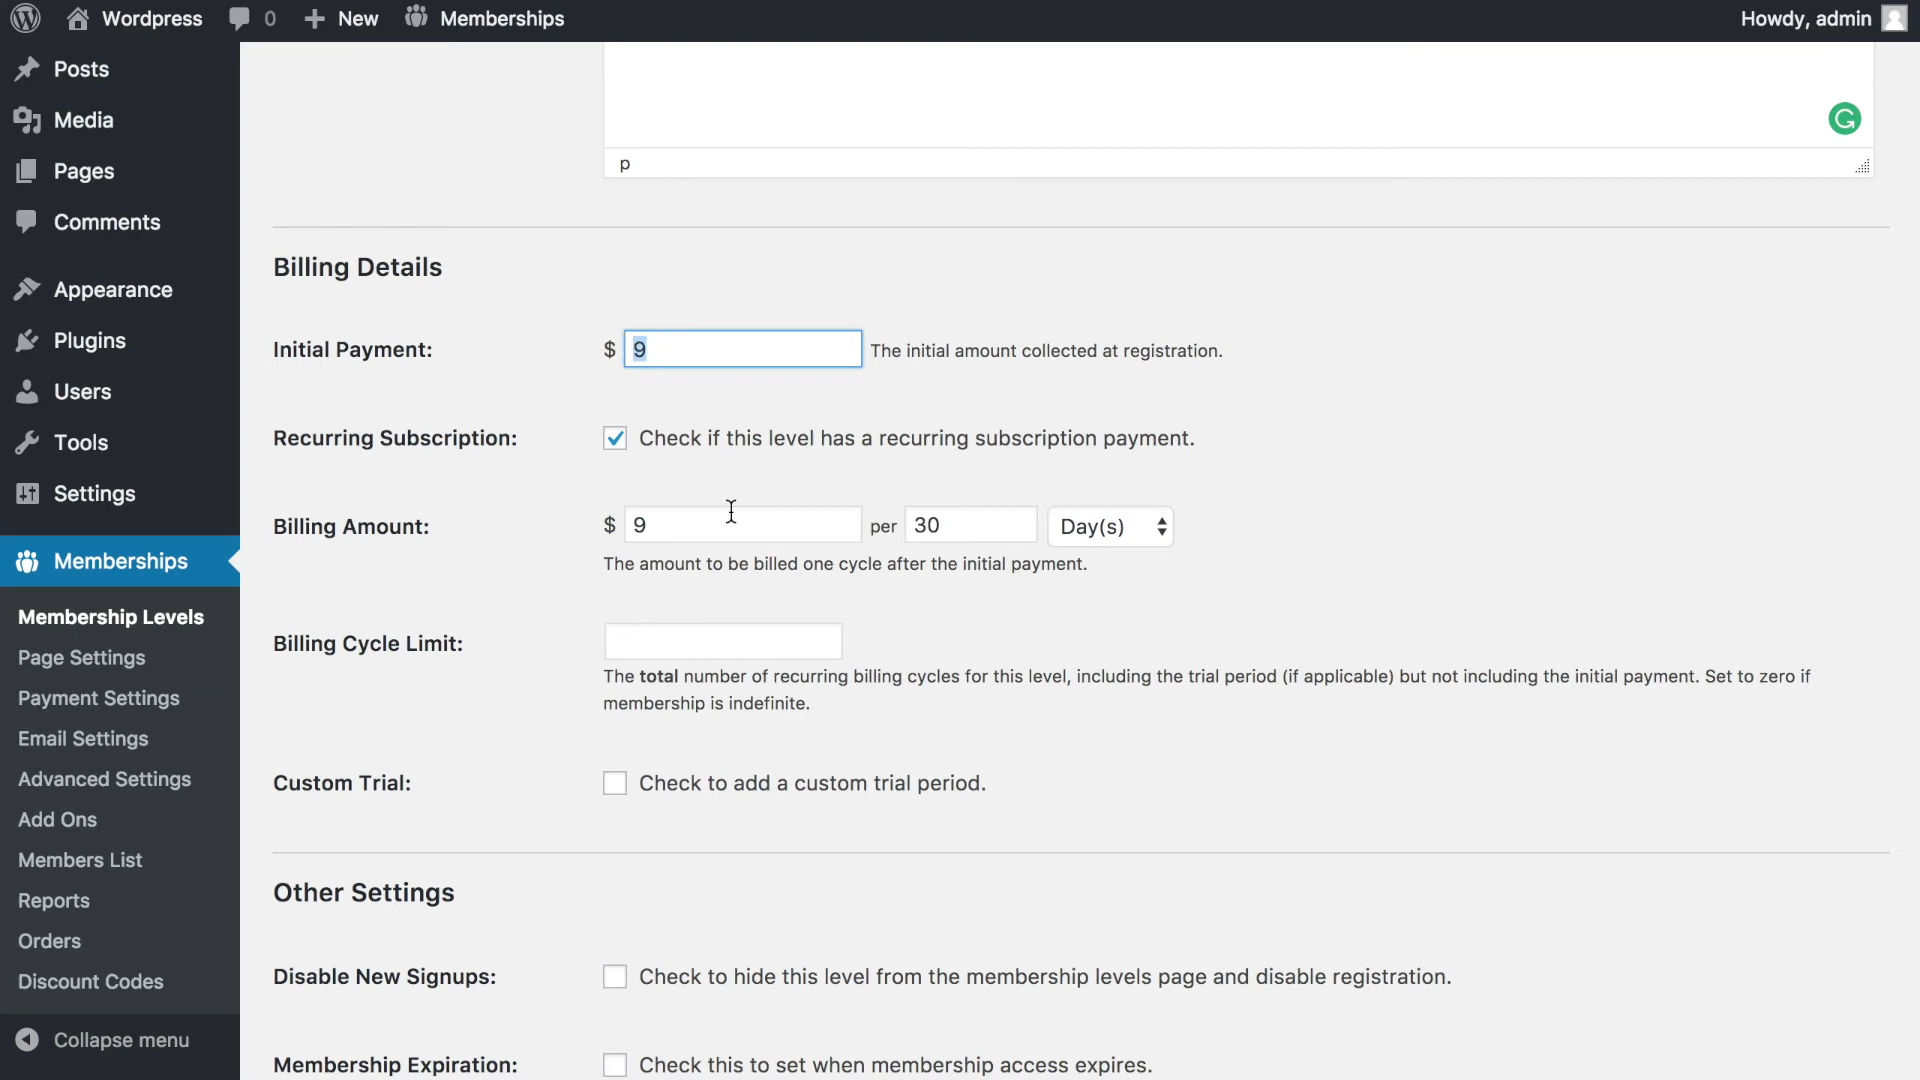 Wordpress 0 New Memberships Howdy, admin
Posts
Media
Pages
Comments
Appearance
Plugins
Users
Tools
Settings
Memberships
Membership Levels
Page Settings
Payment Settings
Email Settings
Advanced Settings
Add Ons
Members List
Reports
Orders
Discount Codes
Collapse menu
p
Billing Details
Initial Payment: $ 9 The initial amount collected at registration.
Recurring Subscription: Check if this level has a recurring subscription payment.
Billing Amount: $ 9 per 30 Day(s)
The amount to be billed one cycle after the initial payment.
Billing Cycle Limit:
The total number of recurring billing cycles for this level, including the trial period (if applicable) but not including the initial payment. Set to zero if
membership is indefinite.
Custom Trial: Check to add a custom trial period.
Other Settings
Disable New Signups: Check to hide this level from the membership levels page and disable registration.
Membership Expiration: Check this to set when membership access expires.